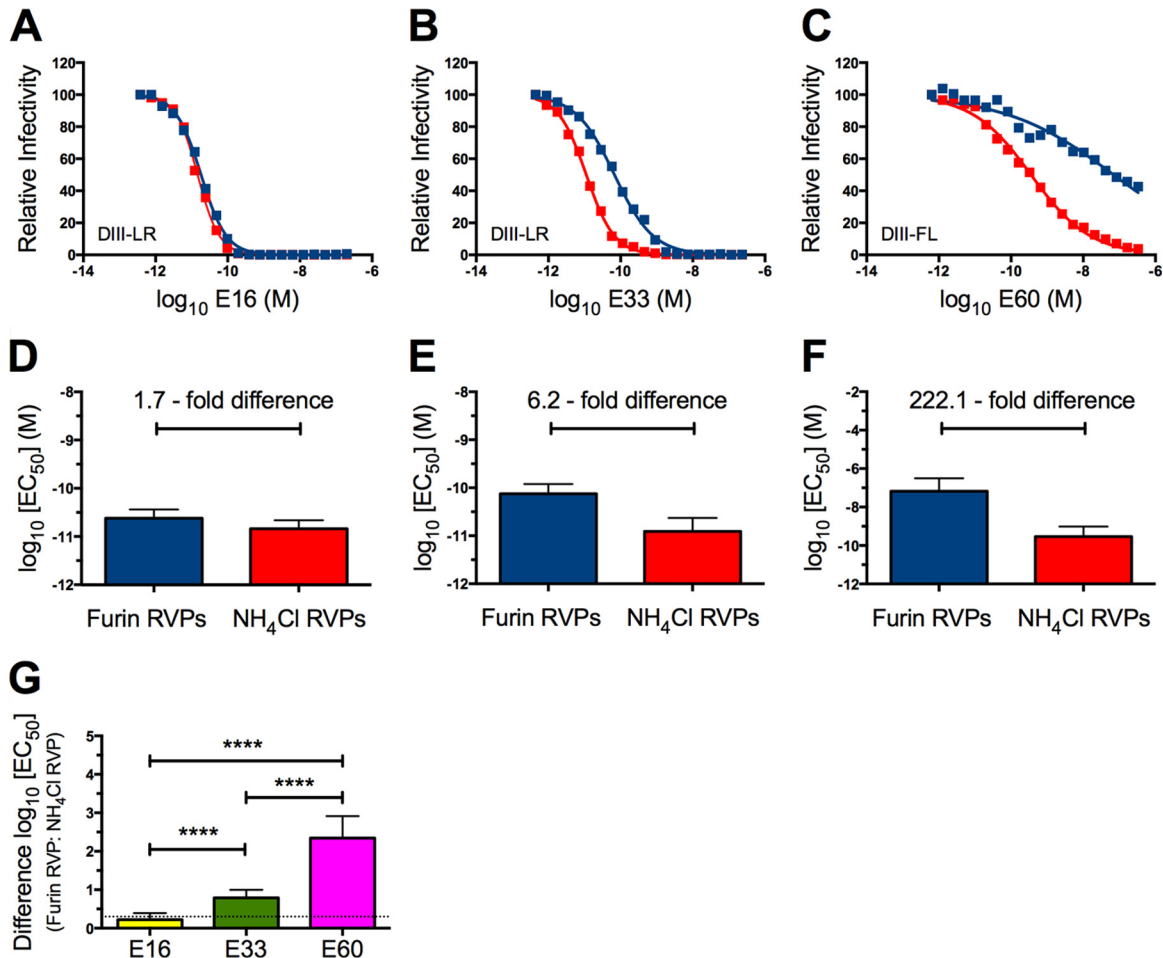 A
B
C
Relative Infectivity
120
100
80
60
40
20
0
DIII-LR
-14
-12
-10
-8
-6
log10 E16 (M)
Relative Infectivity
120
100
80
60
40
20
0
DIII-LR
-14
-12
-10
-8
-6
log10 E33 (M)
Relative Infectivity
120
100
80
60
40
20
0
DIII-FL
-14
-12
-10
-8
-6
log10 E60 (M)
D
E
F
log10 [EC50] (M)
-8
-9
-10
-11
-12
1.7 - fold difference
Furin RVPs
NH4Cl RVPs
log10 [EC50] (M)
-8
-9
-10
-11
-12
6.2 - fold difference
Furin RVPs
NH4Cl RVPs
log10 [EC50] (M)
-2
-4
-6
-8
-10
-12
222.1 - fold difference
Furin RVPs
NH4Cl RVPs
G
Difference log10 [EC50]
(Furin RVP: NH4Cl RVP)
5
4
3
2
1
0
****
****
****
E16
E33
E60